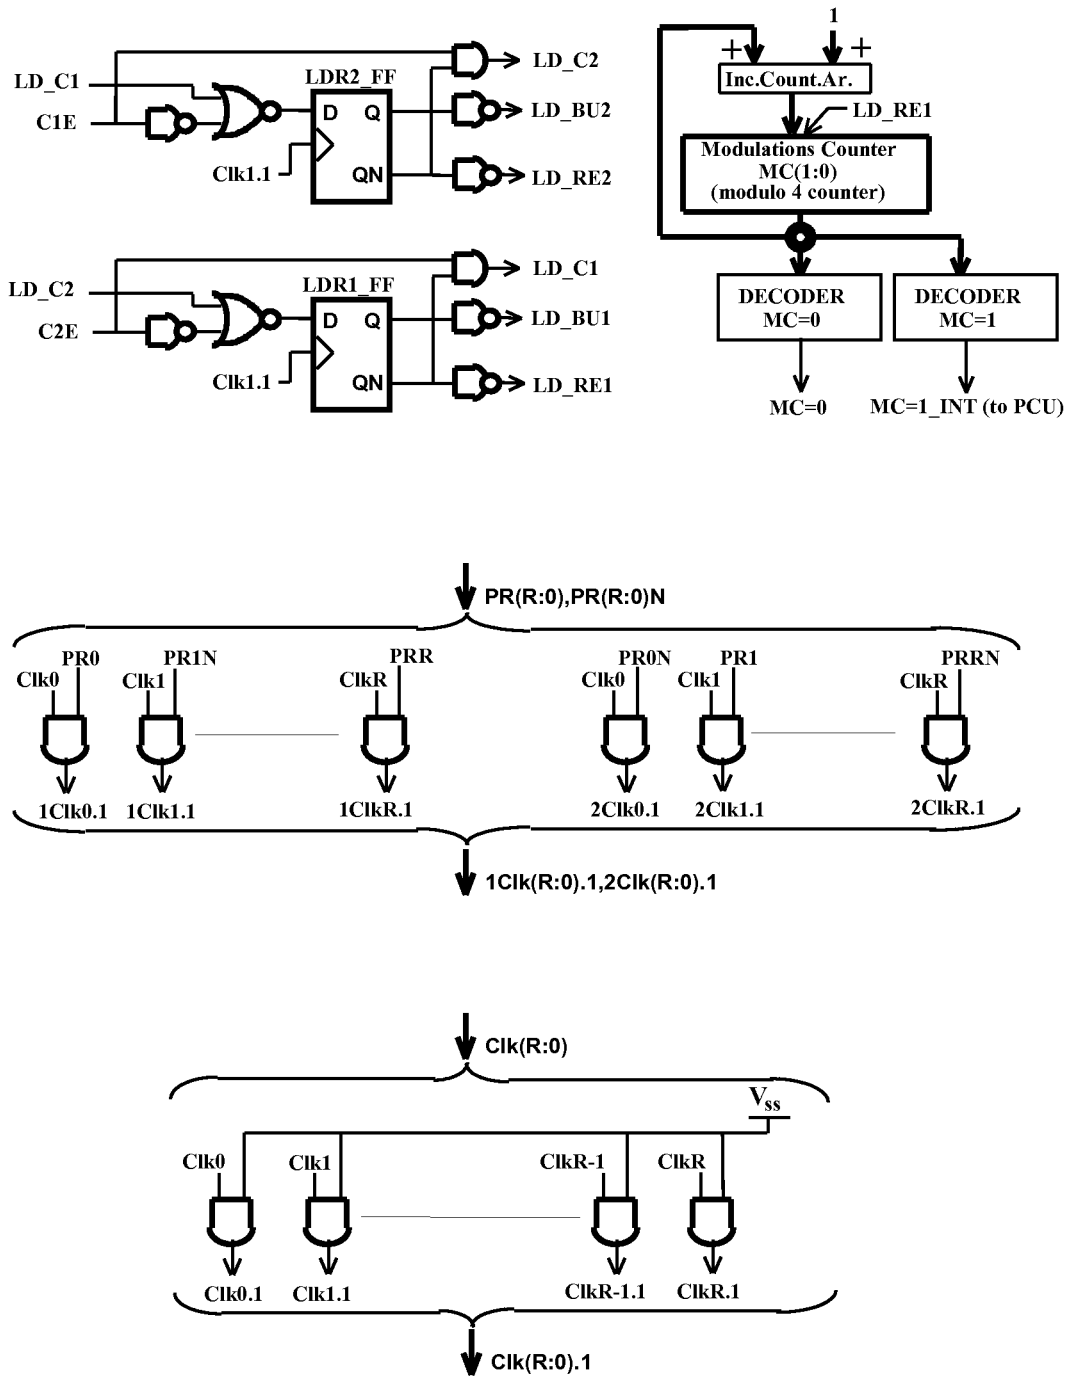 LD_C1
C1E
Clk1.1
LDR2_FF
D
Q
QN
LD_C2
LD_BU2
LD_RE2
LD_C2
C2E
Clk1.1
LDR1_FF
D
Q
QN
LD_C1
LD_BU1
LD_RE1
1
+
+
Inc.Count.Ar.
LD_RE1
Modulations Counter
MC(1:0)
(modulo 4 counter)
DECODER
MC=0
DECODER
MC=1
MC=0
MC=1_INT (to PCU)
PR(R:0),PR(R:0)N
Clk0
PR0
Clk1
PR1N
ClkR
PRR
Clk0
PR0N
Clk1
PR1
ClkR
PRRN
1Clk0.1
1Clk1.1
1ClkR.1
2Clk0.1
2Clk1.1
2ClkR.1
1Clk(R:0).1,2Clk(R:0).1
Clk(R:0)
Vss
Clk0
Clk1
ClkR-1
ClkR
Clk0.1
Clk1.1
ClkR-1.1
ClkR.1
Clk(R:0).1